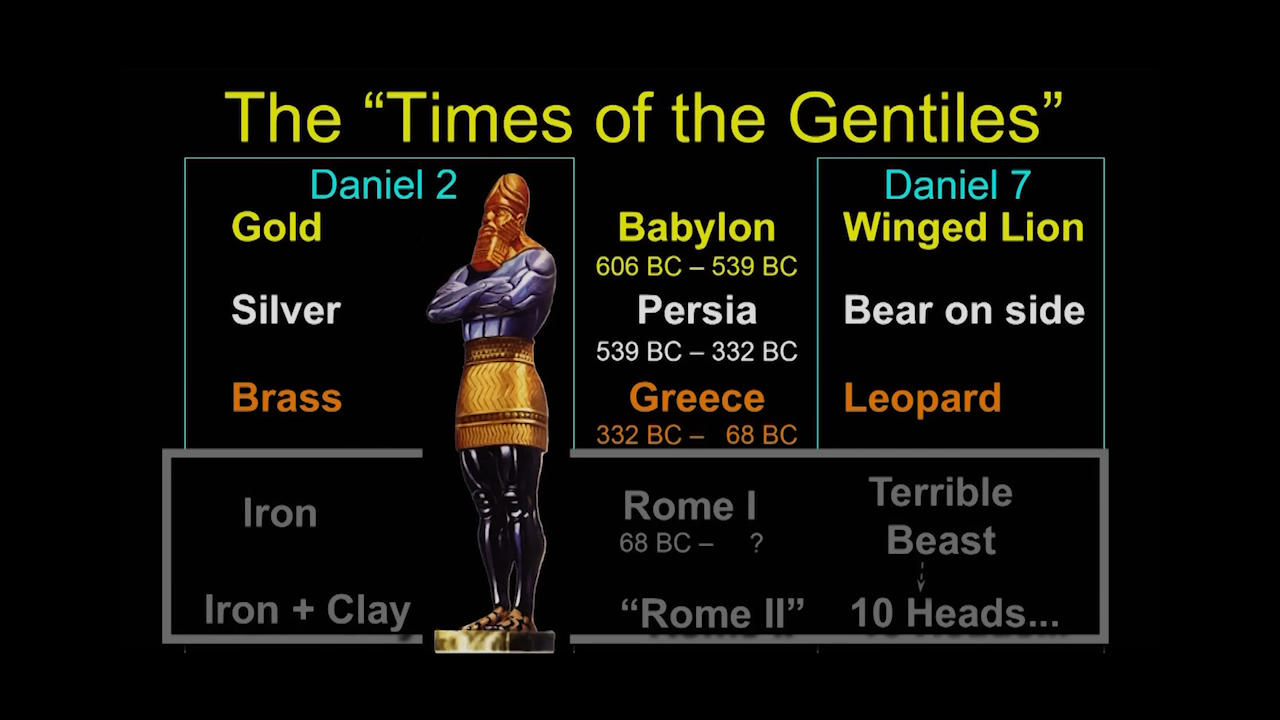 The “Times of the Gentiles”
Daniel 2
Daniel 7
Gold
Babylon
Winged Lion
606 BC – 539 BC
Silver
Persia
Bear on side
539 BC – 332 BC
Brass
Greece
Leopard
332 BC – 68 BC
Iron
Rome I
Terrible
Beast
68 BC – ?
Iron + Clay
“Rome II”
10 Heads...